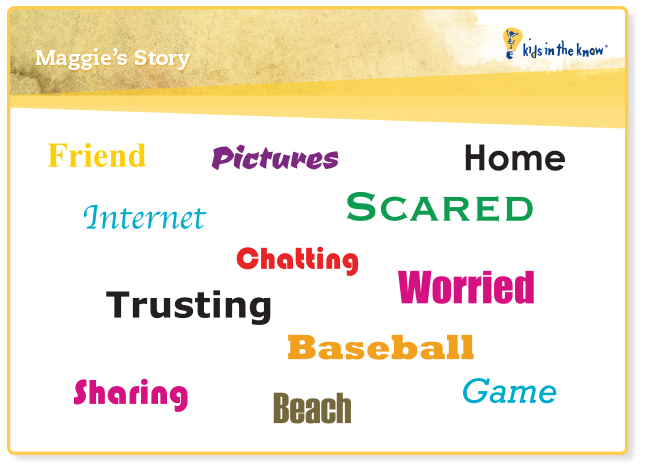 Maggie's Story
kids in the know
Friend Pictures Home
Internet SCARED
Chatting
Trusting Worried
Baseball
Sharing Beach Game